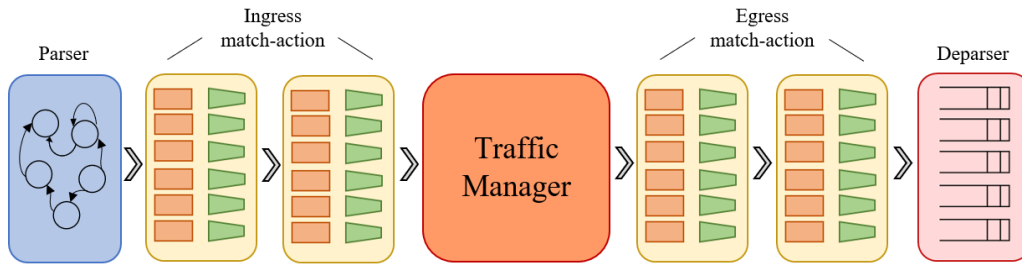 Parser
Ingress
match-action
Traffic
Manager
Egress
match-action
Deparser